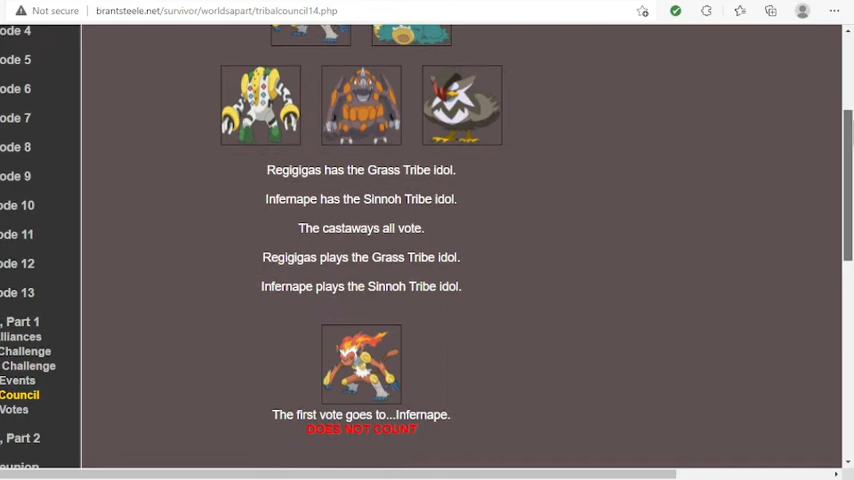 Not secure | brantsteele.net/survivor/worldsapart/tribalcouncil14.php
ode 4
ode 5
ode 6
ode 7
ode 8
ode 9
ode 10
ode 11
ode 12
ode 13
, Part 1
lliances
Challenge
Challenge
Events
Council
Votes
, Part 2
eunion
Regigigas has the Grass Tribe idol.
Infernape has the Sinnoh Tribe idol.
The castaways all vote.
Regigigas plays the Grass Tribe idol.
Infernape plays the Sinnoh Tribe idol.
The first vote goes to...Infernape.
DOES NOT COUNT